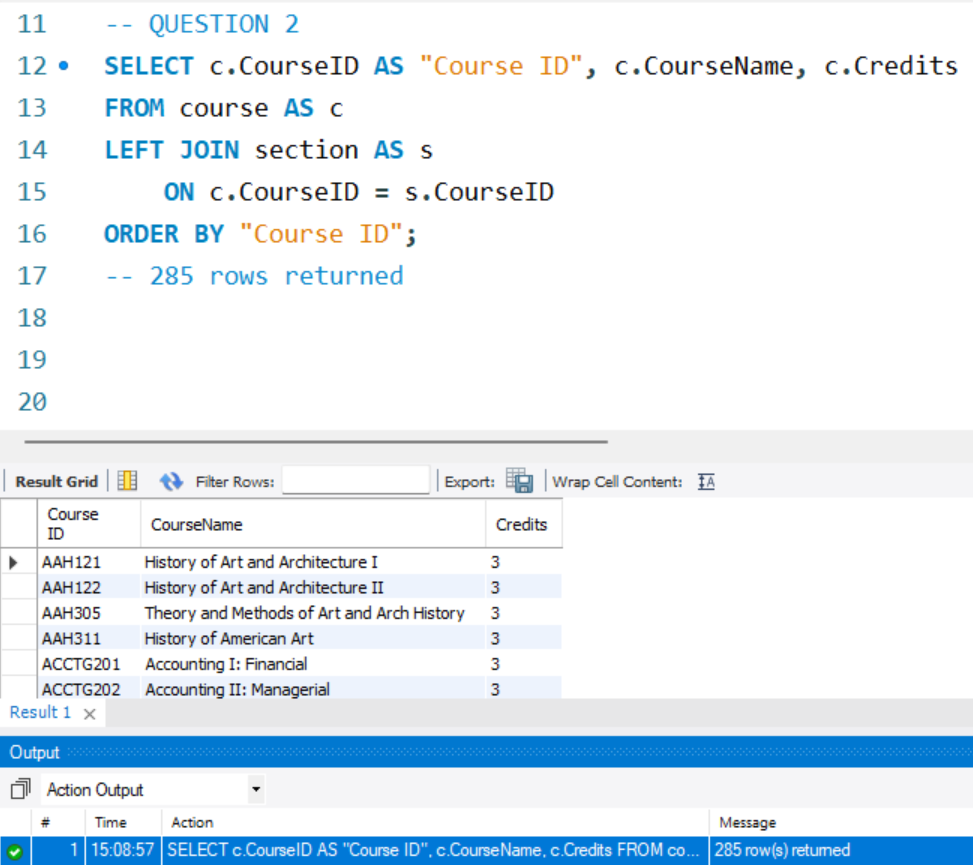 11 -- QUESTION 2
12 SELECT c.CourseID AS "Course ID", c.CourseName, c.Credits
13 FROM course AS c
14 LEFT JOIN section AS s
15 ON c.CourseID = s.CourseID
16 ORDER BY "Course ID";
17 -- 285 rows returned
18
19
20
Result Grid Filter Rows: Export: Wrap Cell Content: IA
Course ID CourseName Credits
AAH121 History of Art and Architecture I 3
AAH122 History of Art and Architecture II 3
AAH305 Theory and Methods of Art and Arch History 3
AAH311 History of American Art 3
ACCTG201 Accounting I: Financial 3
ACCTG202 Accounting II: Managerial 3
Result 1 ×
Output
Action Output
# Time Action Message
1 15:08:57 SELECT c.CourseID AS "Course ID", c.CourseName, c.Credits FROM co... 285 row(s) returned